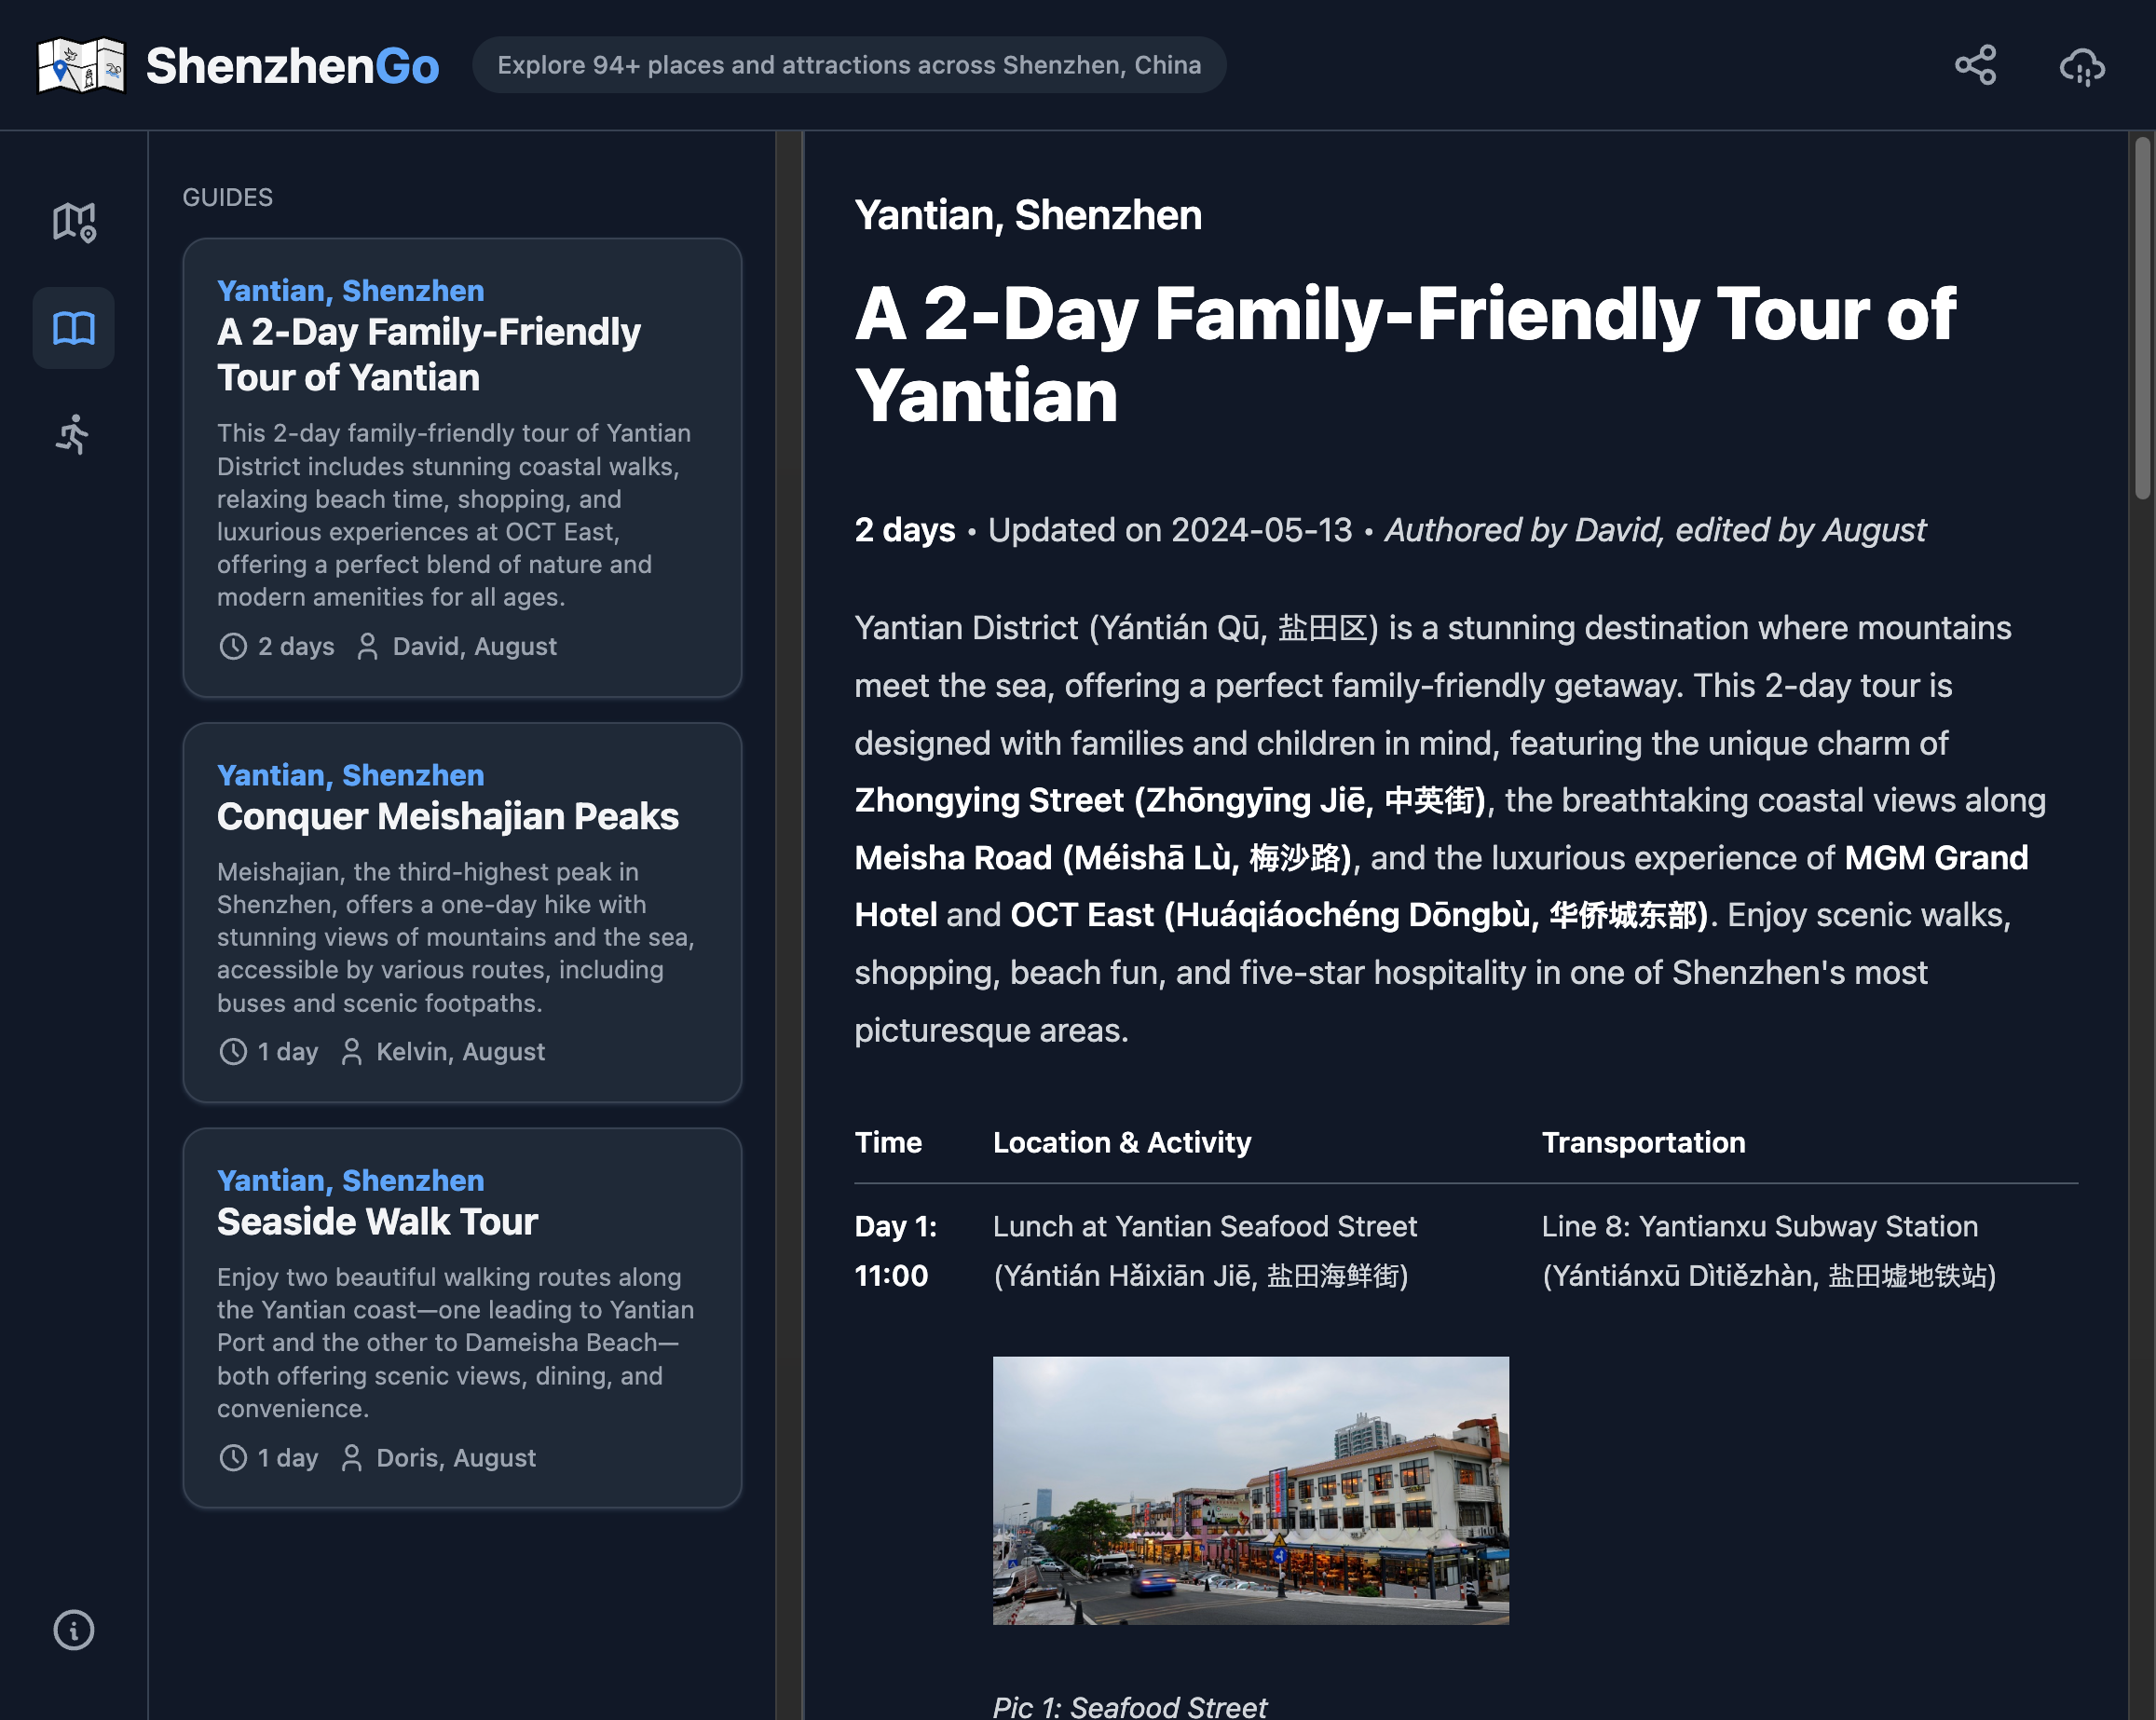 ShenzhenGo
Explore 94+ places and attractions across Shenzhen, China
GUIDES
Yantian, Shenzhen
A 2-Day Family-Friendly
Tour of Yantian
This 2-day family-friendly tour of Yantian
District includes stunning coastal walks,
relaxing beach time, shopping, and
luxurious experiences at OCT East,
offering a perfect blend of nature and
modern amenities for all ages.
2 days David, August
Yantian, Shenzhen
Conquer Meishajian Peaks
Meishajian, the third-highest peak in
Shenzhen, offers a one-day hike with
stunning views of mountains and the sea,
accessible by various routes, including
buses and scenic footpaths.
1 day Kelvin, August
Yantian, Shenzhen
Seaside Walk Tour
Enjoy two beautiful walking routes along
the Yantian coast—one leading to Yantian
Port and the other to Dameisha Beach—
both offering scenic views, dining, and
convenience.
1 day Doris, August
Yantian, Shenzhen
A 2-Day Family-Friendly Tour of
Yantian
2 days • Updated on 2024-05-13 • Authored by David, edited by August
Yantian District (Yántián Qū, 盐田区) is a stunning destination where mountains
meet the sea, offering a perfect family-friendly getaway. This 2-day tour is
designed with families and children in mind, featuring the unique charm of
Zhongying Street (Zhōngyīng Jiē, 中英街), the breathtaking coastal views along
Meisha Road (Méishā Lù, 梅沙路), and the luxurious experience of MGM Grand
Hotel and OCT East (Huáqiáochéng Dōngbù, 华侨城东部). Enjoy scenic walks,
shopping, beach fun, and five-star hospitality in one of Shenzhen's most
picturesque areas.
Time Location & Activity Transportation
Day 1: Lunch at Yantian Seafood Street Line 8: Yantianxu Subway Station
11:00 (Yántián Hǎixiān Jiē, 盐田海鲜街) (Yántiánxū Dìtiězhàn, 盐田墟地铁站)
Pic 1: Seafood Street